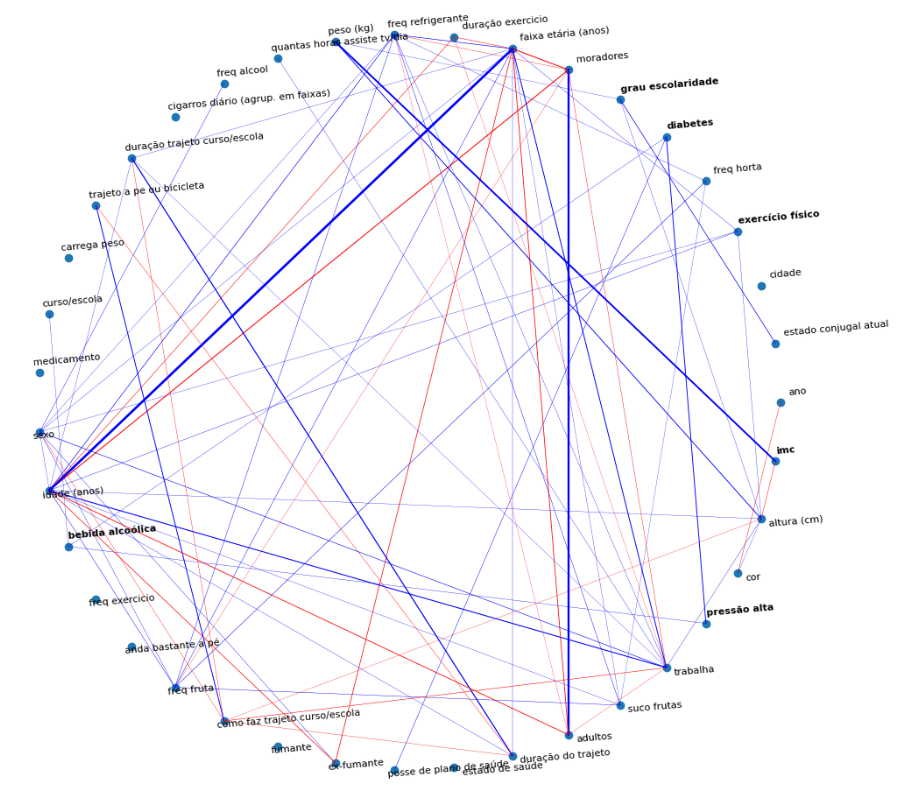 peso (kg)
freq refrigerante
duração exercicio
faixa etária (anos)
quantas horas assiste tv/dia
moradores
freq alcool
grau escolaridade
cigarros diário (agrup. em faixas)
diabetes
duração trajeto curso/escola
freq horta
trajeto a pe ou bicicleta
exercício físico
carrega peso
cidade
curso/escola
estado conjugal atual
medicamento
ano
sexo
imc
idade (anos)
altura (cm)
bebida alcoólica
cor
freq exercicio
pressão alta
anda bastante a pé
trabalha
freq fruta
suco frutas
como faz trajeto curso/escola
adultos
fumante
duração do trajeto
ex-fumante
posse de plano de saúde
estado de saúde